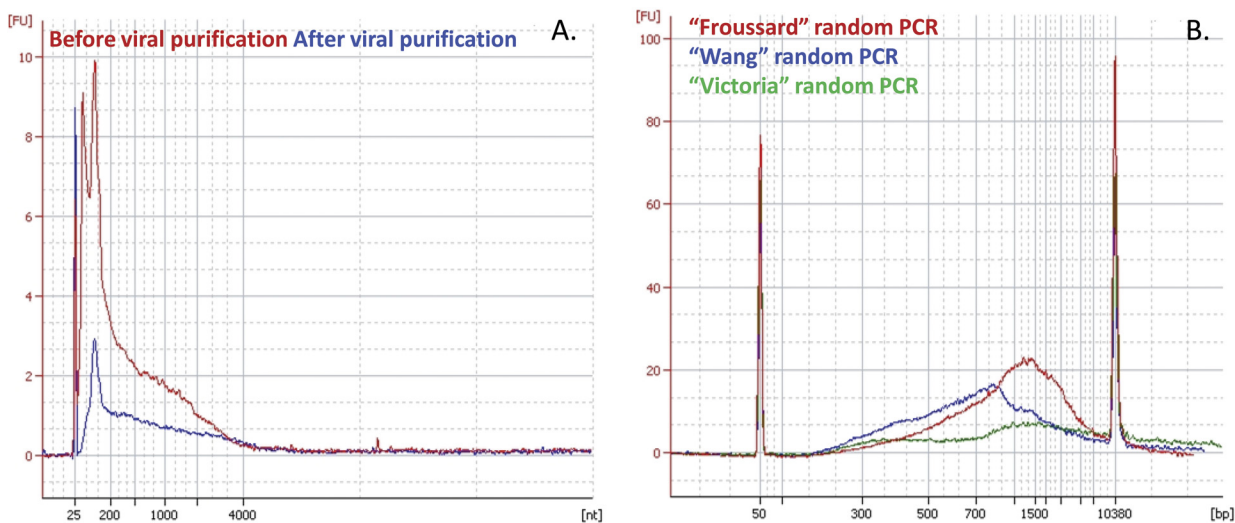 [FU]
Before viral purification After viral purification
A.
10
8
6
4
2
0
25 200 1000 4000 [nt]
[FU]
"Froussard" random PCR
B.
"Wang" random PCR
"Victoria" random PCR
100
80
60
40
20
0
50 300 500 700 1500 10380 [bp]